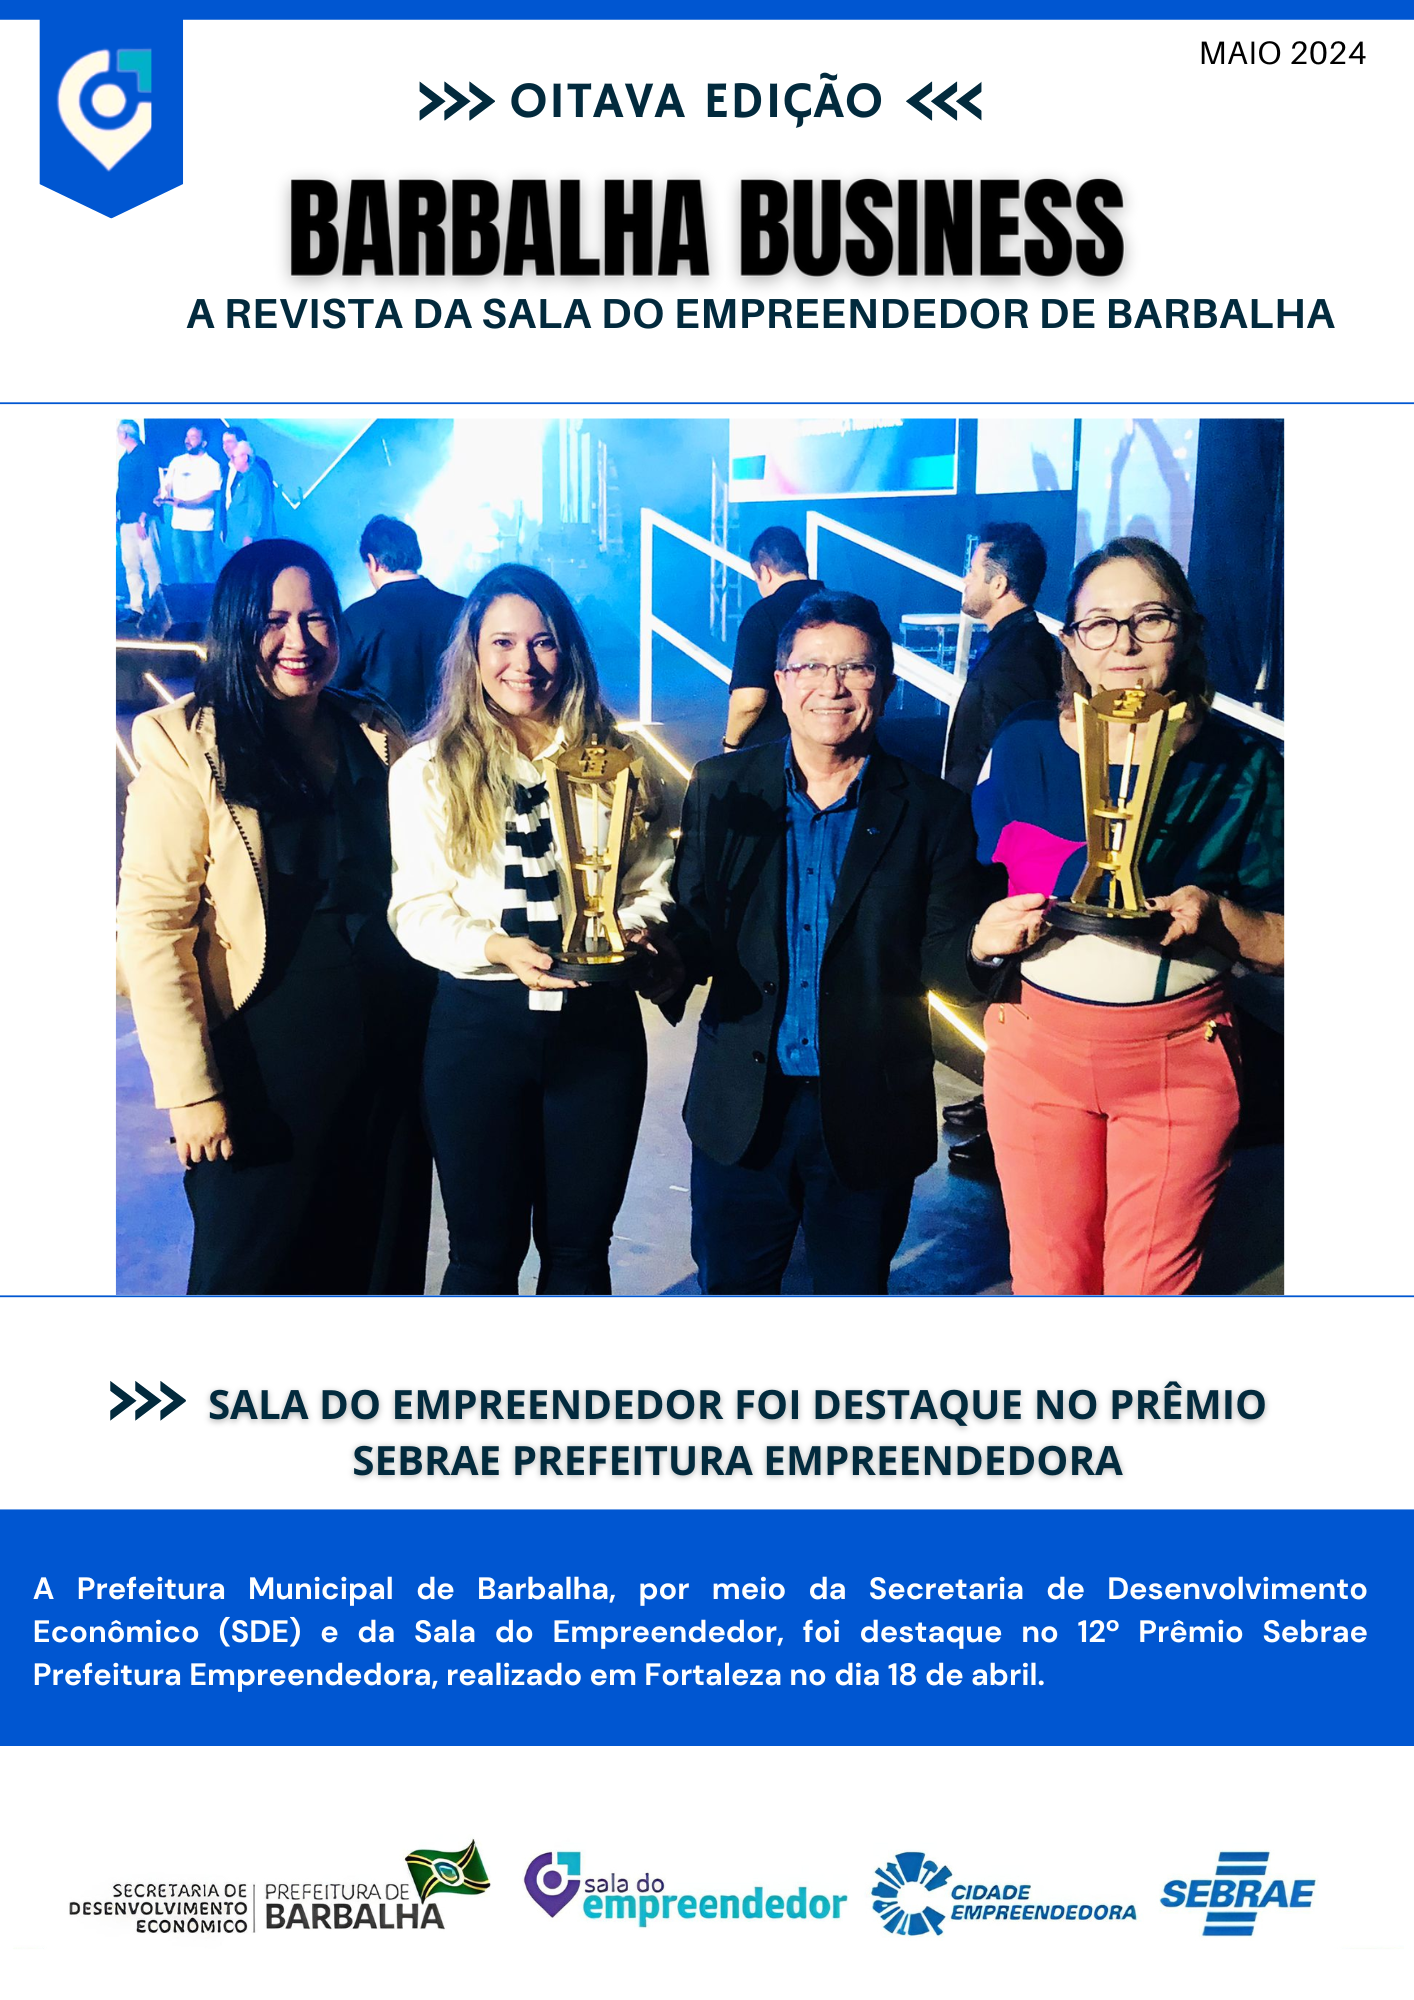 MAIO 2024
>>> OITAVA EDIÇÃO <<<
BARBALHA BUSINESS
A REVISTA DA SALA DO EMPREENDEDOR DE BARBALHA
>>> SALA DO EMPREENDEDOR FOI DESTAQUE NO PRÊMIO
SEBRAE PREFEITURA EMPREENDEDORA
A Prefeitura Municipal de Barbalha, por meio da Secretaria de Desenvolvimento
Econômico (SDE) e da Sala do Empreendedor, foi destaque no 12º Prêmio Sebrae
Prefeitura Empreendedora, realizado em Fortaleza no dia 18 de abril.
SECRETARIA DE
DESENVOLVIMENTO
ECONÔMICO
PREFEITURA DE
BARBALHA
sala do
empreendedor
CIDADE
EMPREENDEDORA
SEBRAE